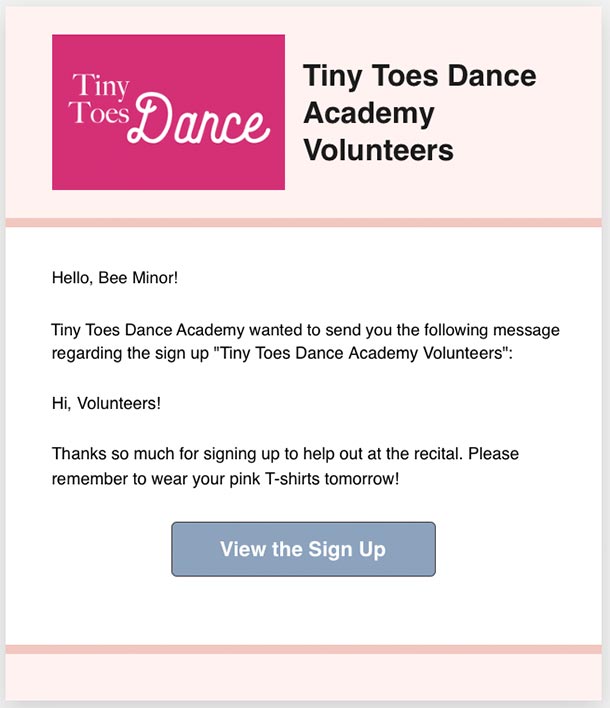 Tiny
Toes Dance
Tiny Toes Dance
Academy
Volunteers
Hello, Bee Minor!
Tiny Toes Dance Academy wanted to send you the following message
regarding the sign up "Tiny Toes Dance Academy Volunteers":
Hi, Volunteers!
Thanks so much for signing up to help out at the recital. Please
remember to wear your pink T-shirts tomorrow!
View the Sign Up